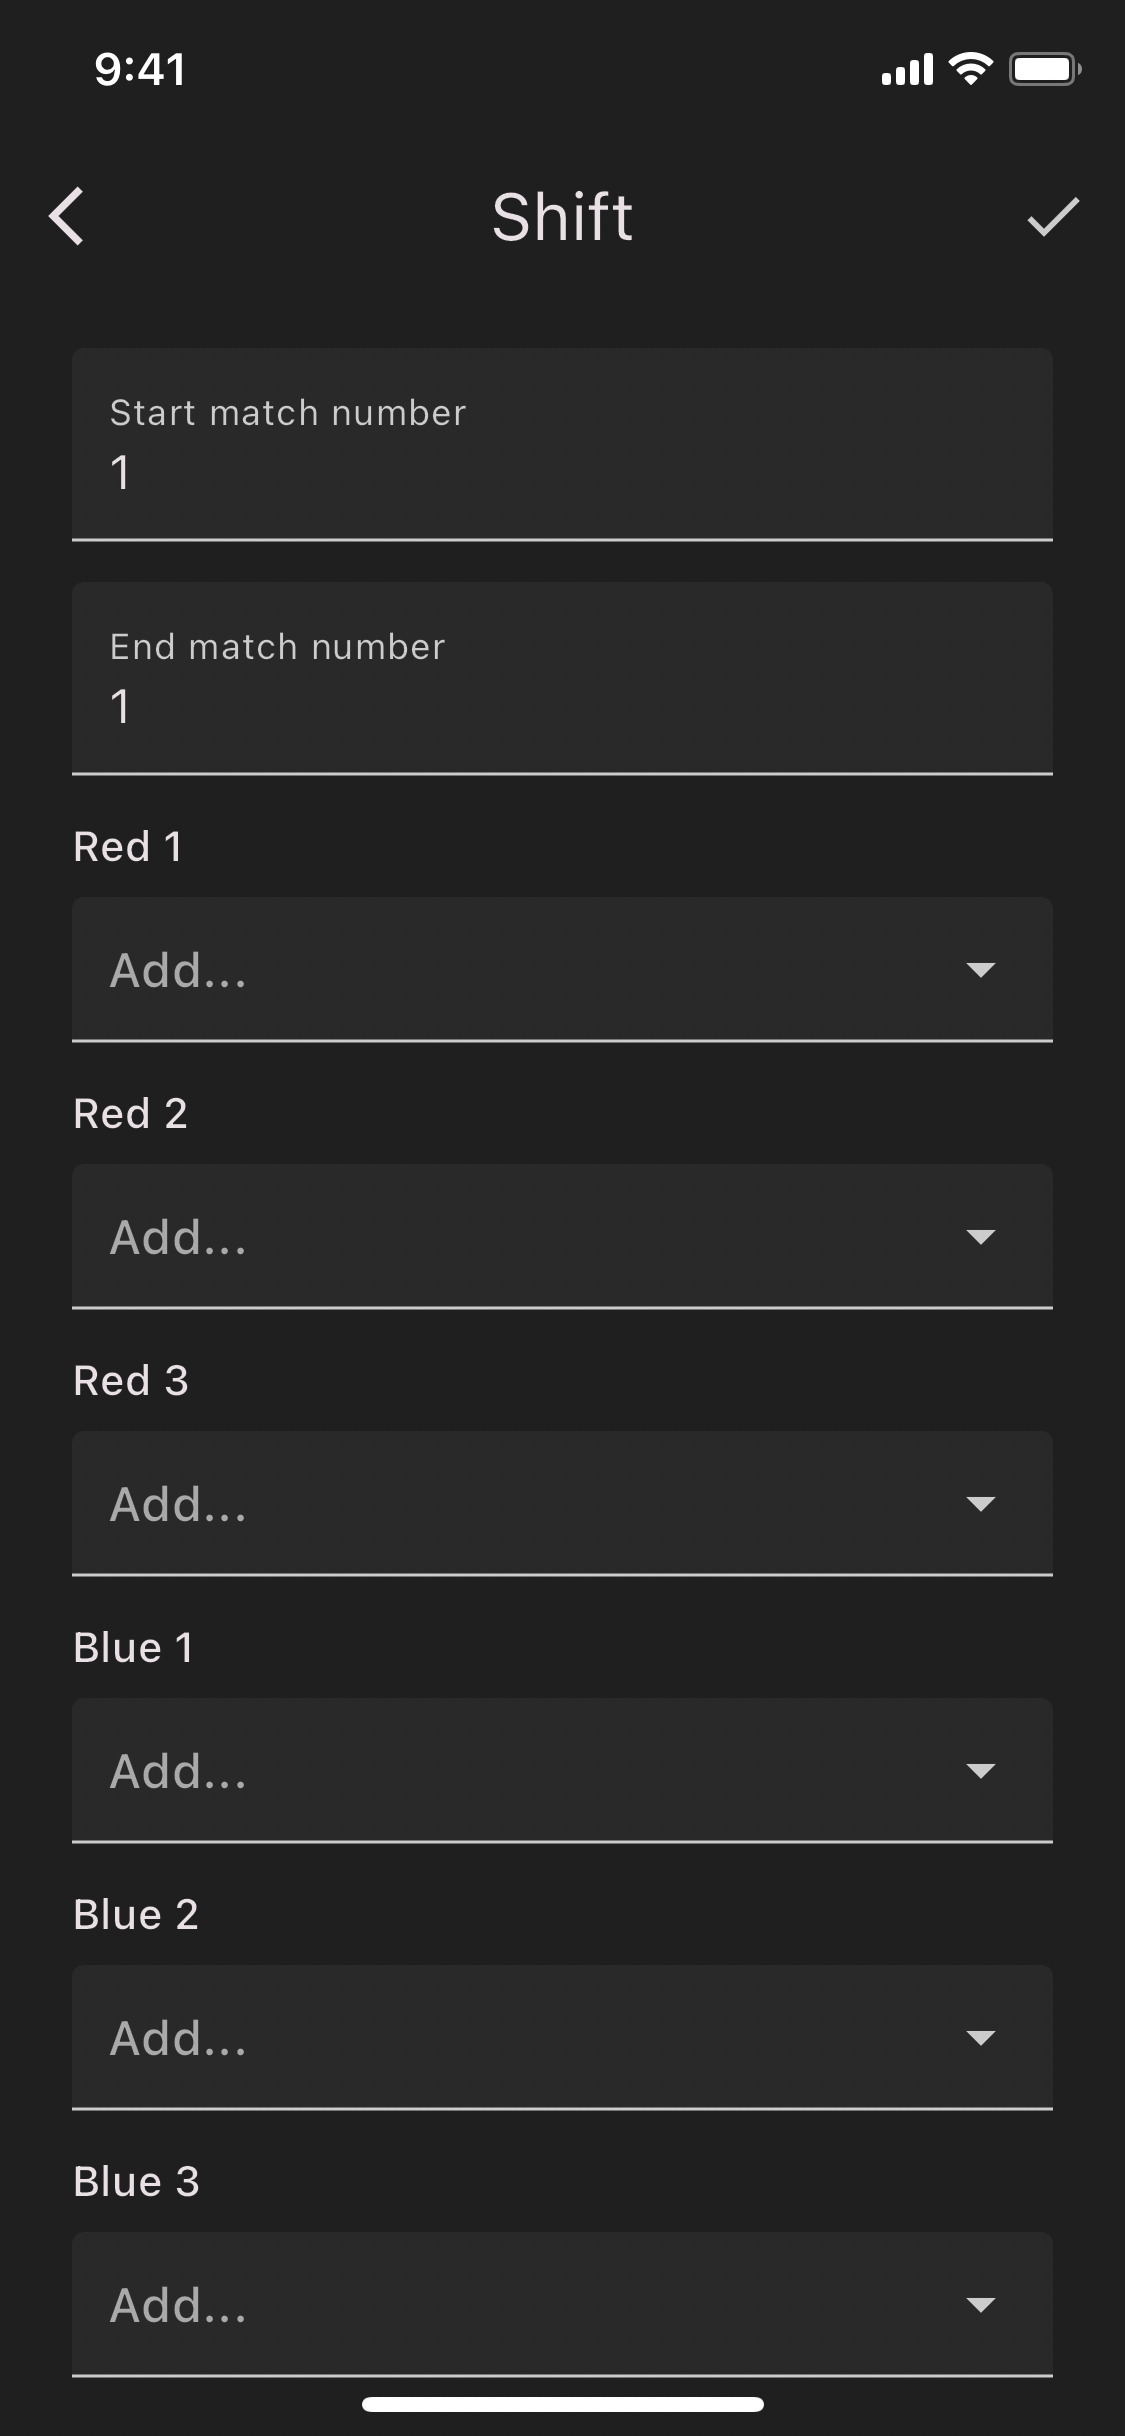 9:41
Shift
Start match number
1
End match number
1
Red 1
Add...
Red 2
Add...
Red 3
Add...
Blue 1
Add...
Blue 2
Add...
Blue 3
Add...